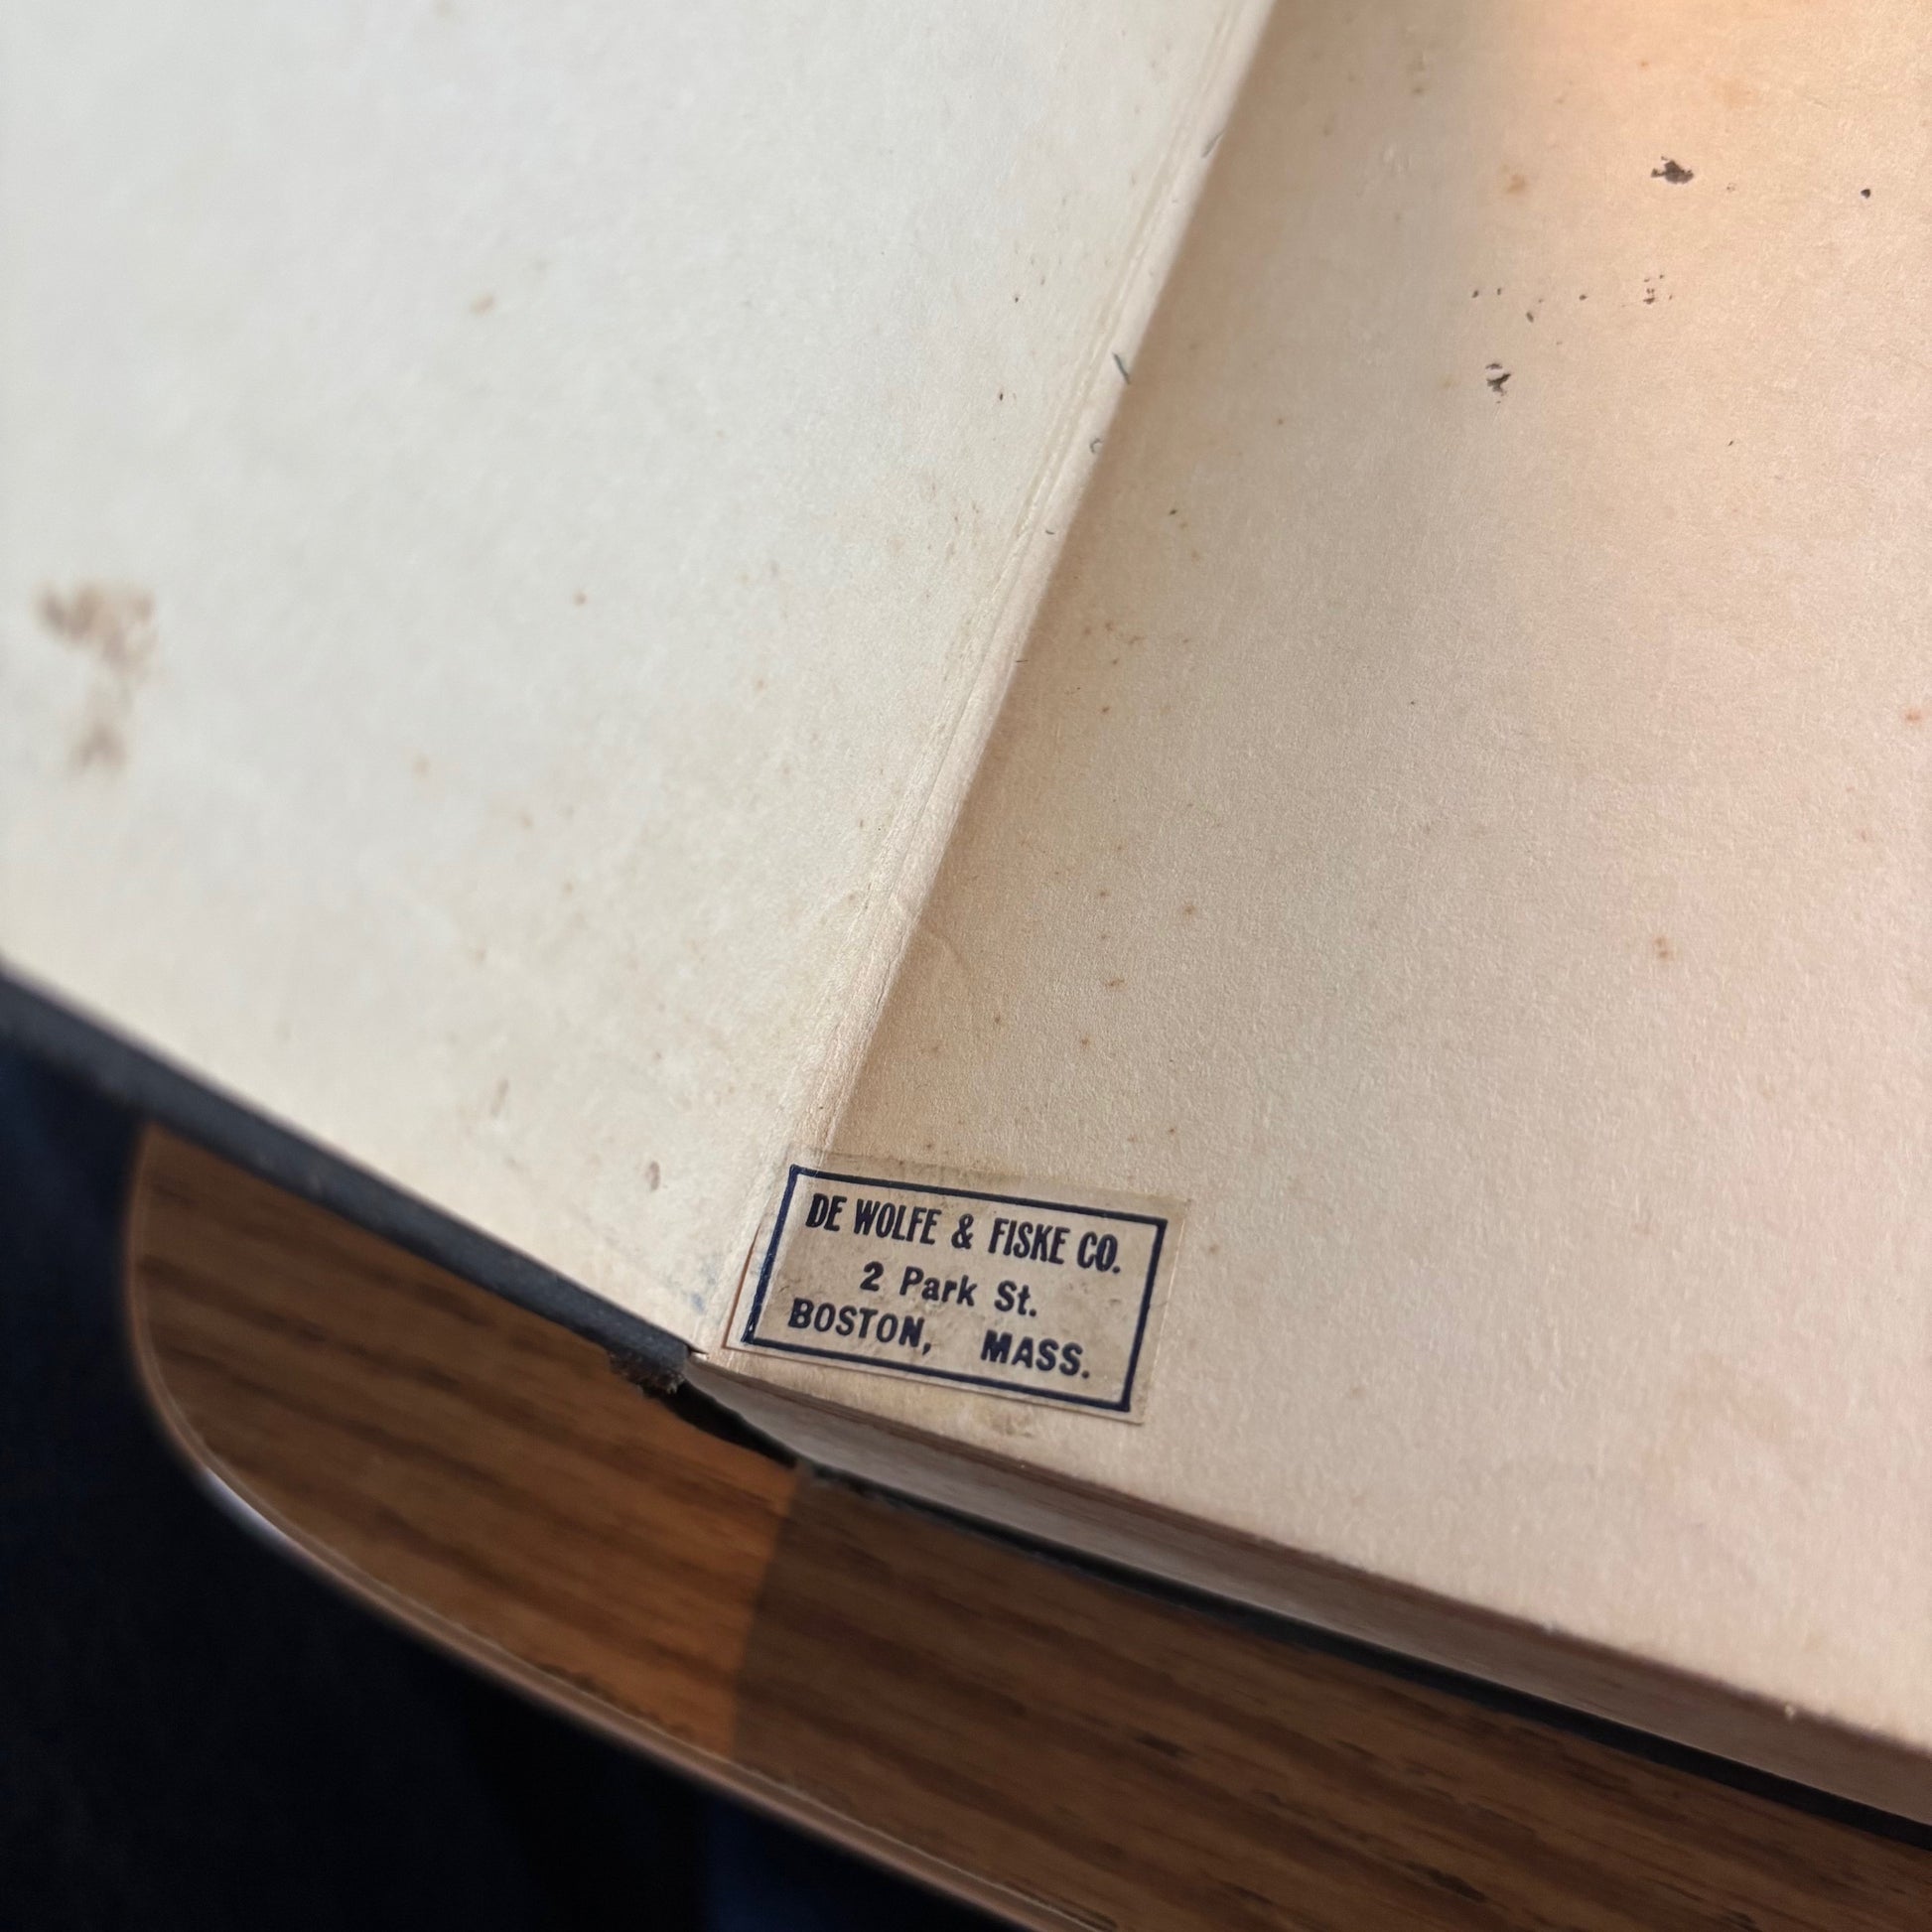 DE WOLFE & FISKE CO.
2 Park St.
BOSTON, MASS.